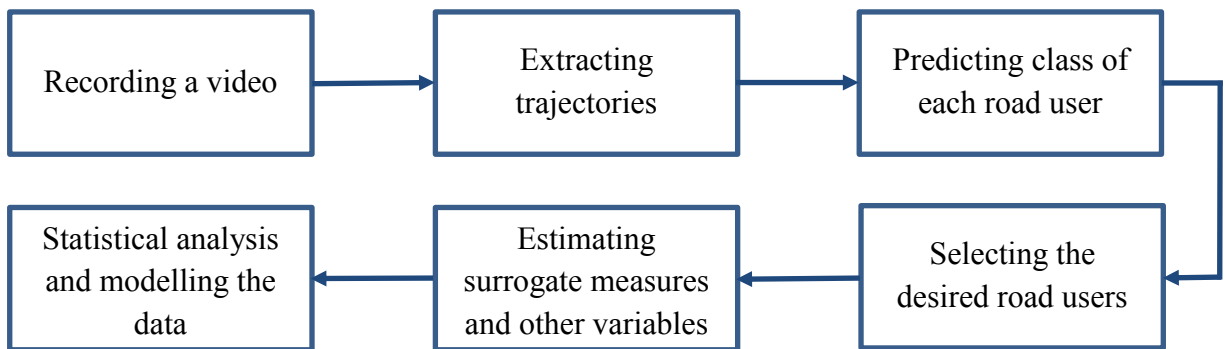 Recording a video
Extracting
trajectories
Predicting class of
each road user
Selecting the
desired road users
Estimating
surrogate measures
and other variables
Statistical analysis
and modelling the
data